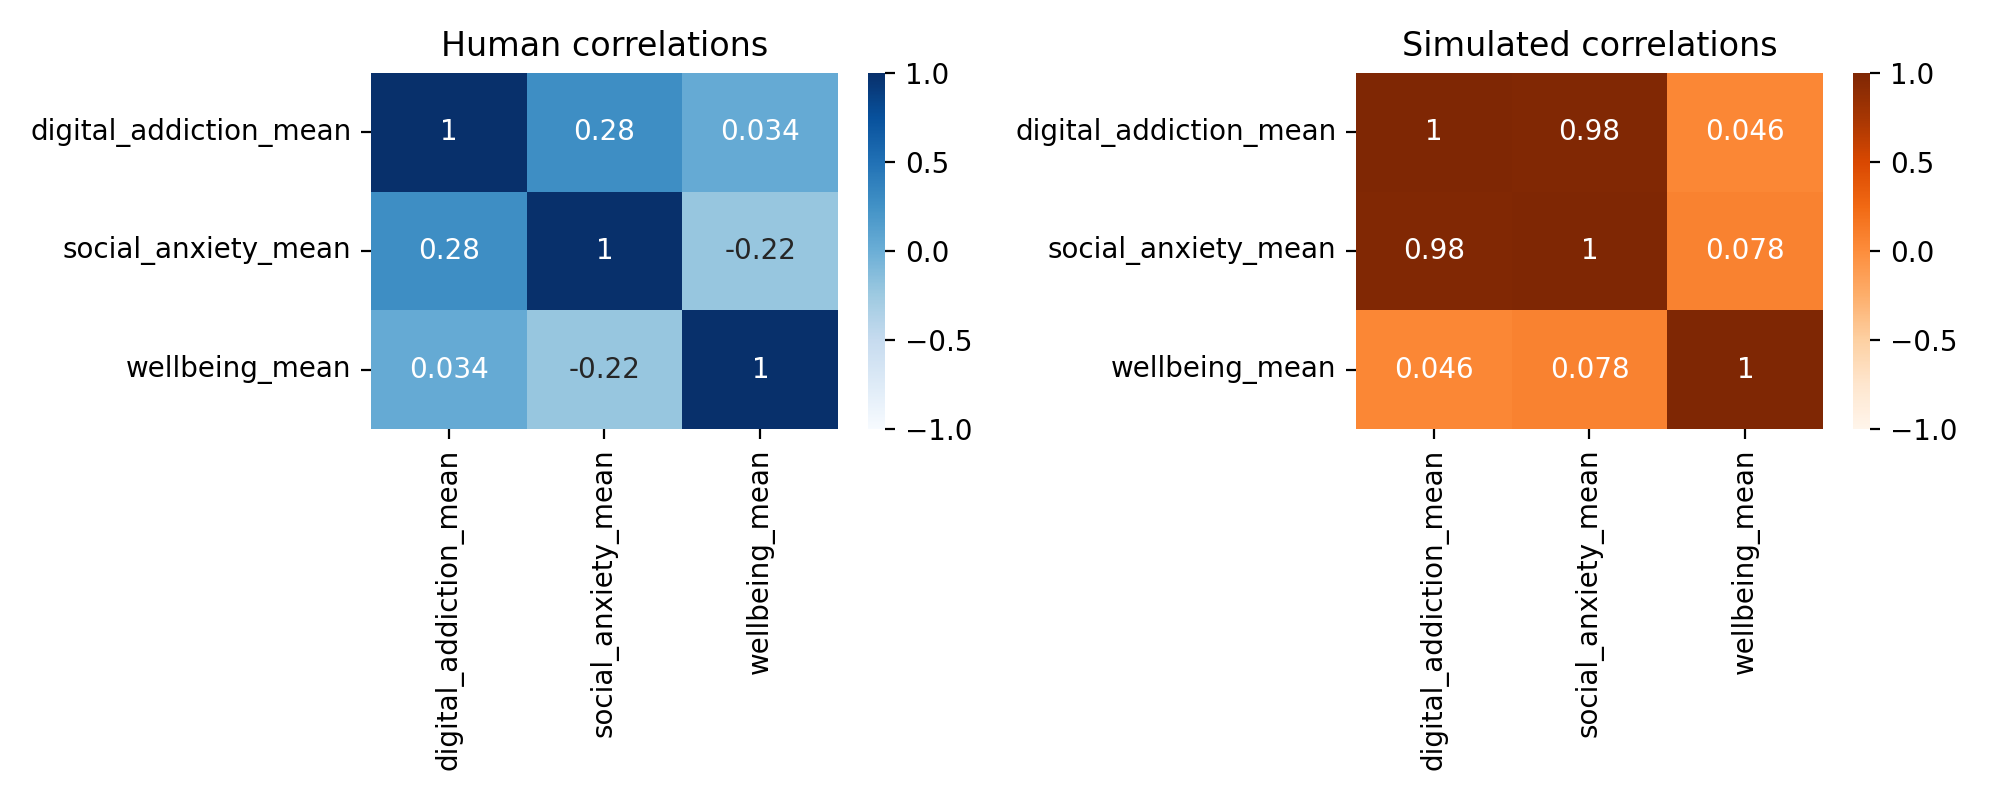 Human correlations
digital_addiction_mean
social_anxiety_mean
wellbeing_mean
1 0.28 0.034
0.28 1 -0.22
0.034 -0.22 1
digital_addiction_mean
social_anxiety_mean
wellbeing_mean
1.0
0.5
0.0
−0.5
−1.0
Simulated correlations
digital_addiction_mean
social_anxiety_mean
wellbeing_mean
1 0.98 0.046
0.98 1 0.078
0.046 0.078 1
digital_addiction_mean
social_anxiety_mean
wellbeing_mean
1.0
0.5
0.0
−0.5
−1.0